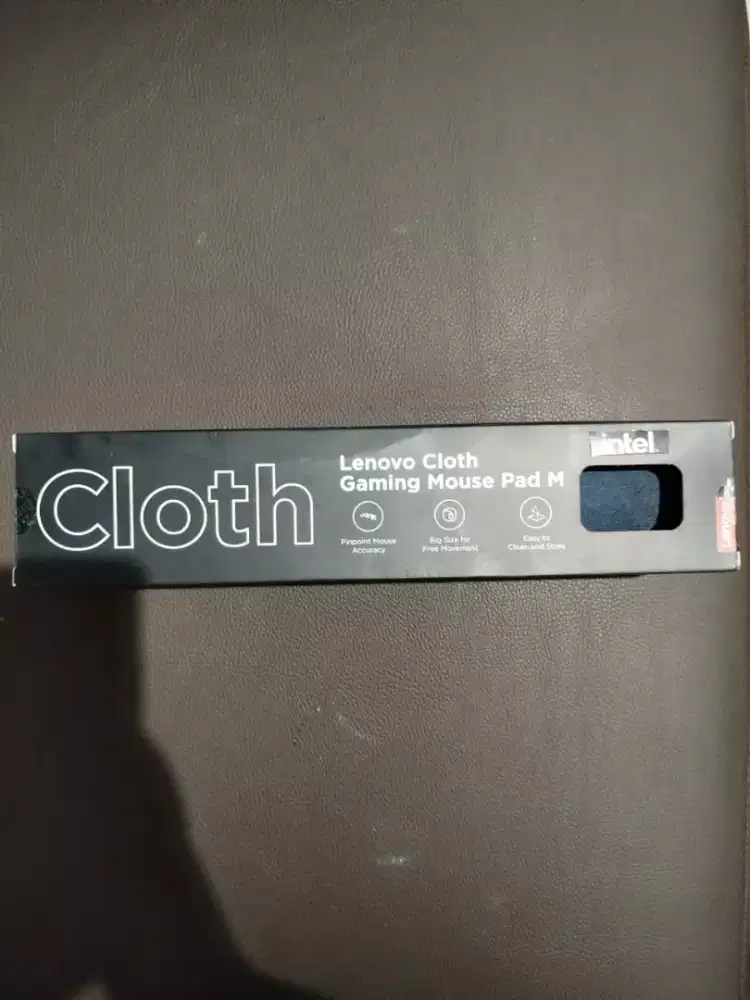 Cloth
Lenovo Cloth
Gaming Mouse Pad M
Pinpoint Mouse
Accuracy
Big Size for
Free Movement
Easy to
Clean and Store
intel.
Lenovo